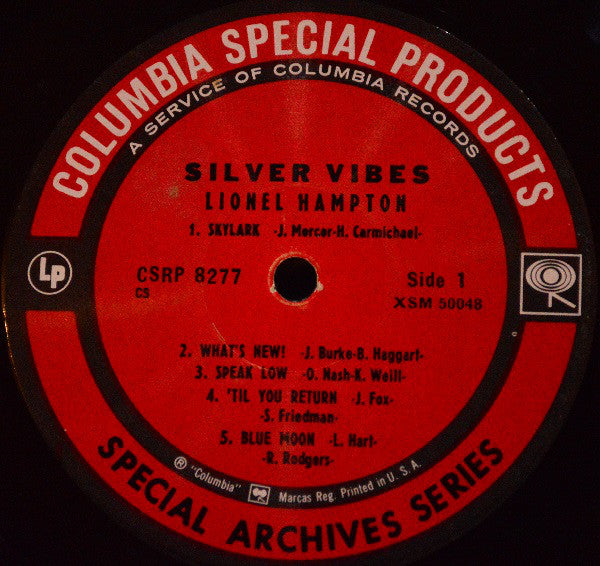 COLUMBIA SPECIAL PRODUCTS
A SERVICE OF COLUMBIA RECORDS
SILVER VIBES
LIONEL HAMPTON
1. SKYLARK -J. Mercer-H. Carmichael-
LP
CSRP 8277
CS
Side 1
XSM 50048
2. WHAT'S NEW! -J. Burke-B. Haggart-
3. SPEAK LOW -O. Nash-K. Weill-
4. 'TIL YOU RETURN -J. Fox-
S. Friedman-
5. BLUE MOON -L. Hart-
R. Rodgers-
® "Columbia" Marcas Reg. Printed in U. S. A.
SPECIAL ARCHIVES SERIES